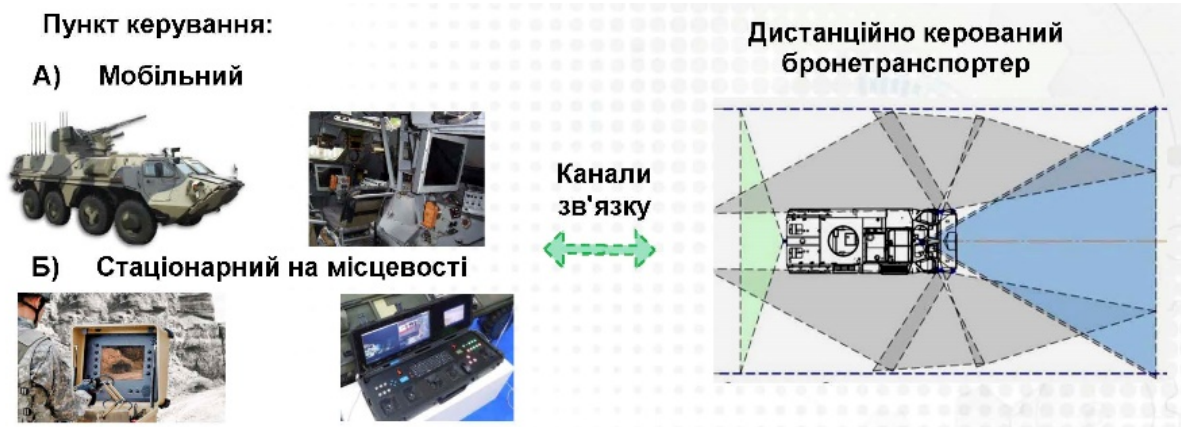 Пункт керування:
А) Мобільний
Б) Стаціонарний на місцевості
Канали
зв'язку
Дистанційно керований
бронетранспортер